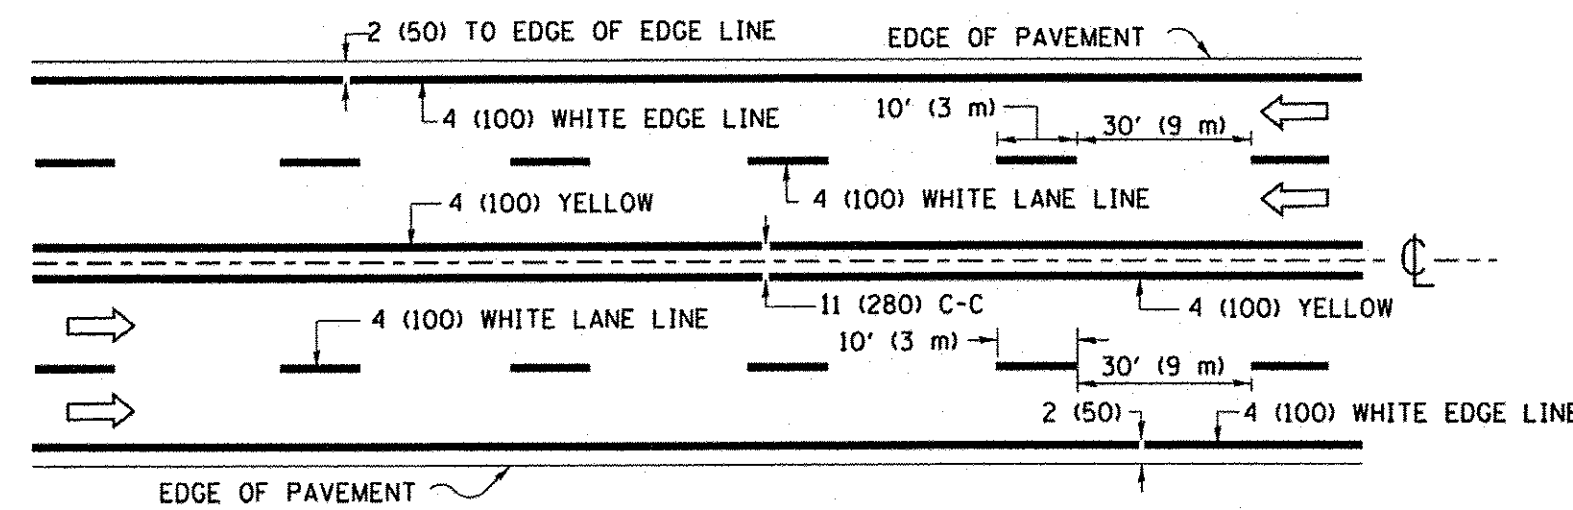 2 (50) TO EDGE OF EDGE LINE
EDGE OF PAVEMENT
4 (100) WHITE EDGE LINE
10' (3 m)
30' (9 m)
4 (100) YELLOW
4 (100) WHITE LANE LINE
℄
11 (280) C-C
4 (100) YELLOW
4 (100) WHITE LANE LINE
10' (3 m)
30' (9 m)
2 (50)
4 (100) WHITE EDGE LINE
EDGE OF PAVEMENT